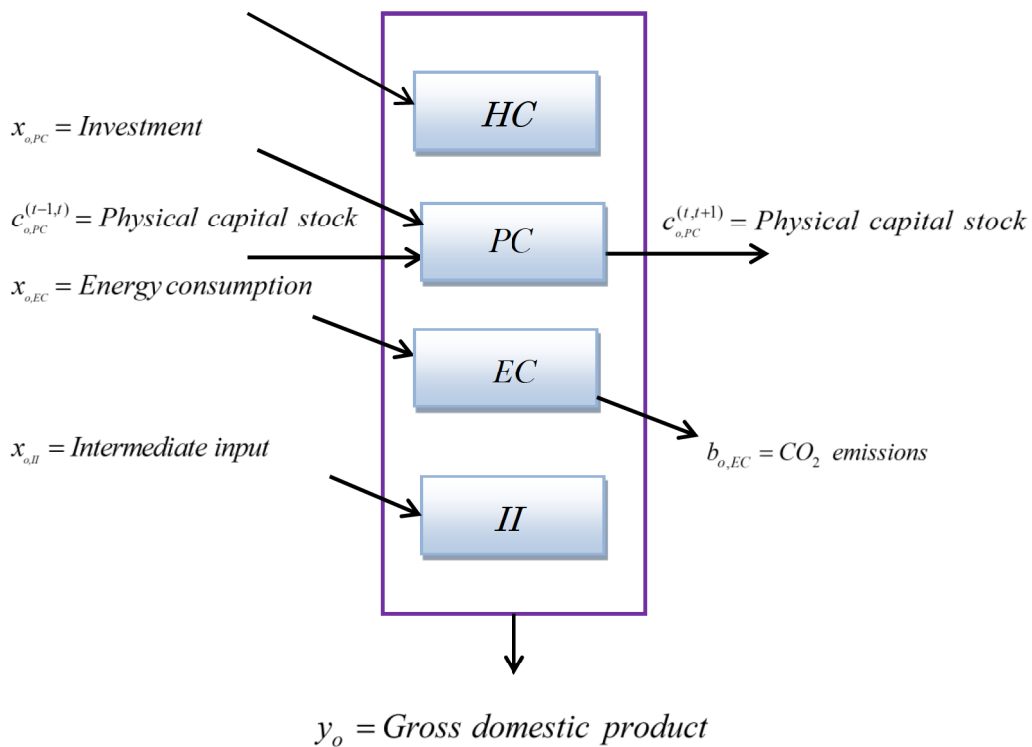 HC
x_{o,PC} = Investment
c_{o,PC}^{(t-1,t)} = Physical capital stock
PC
c_{o,PC}^{(t,t+1)} = Physical capital stock
x_{o,EC} = Energy consumption
EC
x_{o,II} = Intermediate input
b_{o,EC} = CO_2 emissions
II
y_o = Gross domestic product